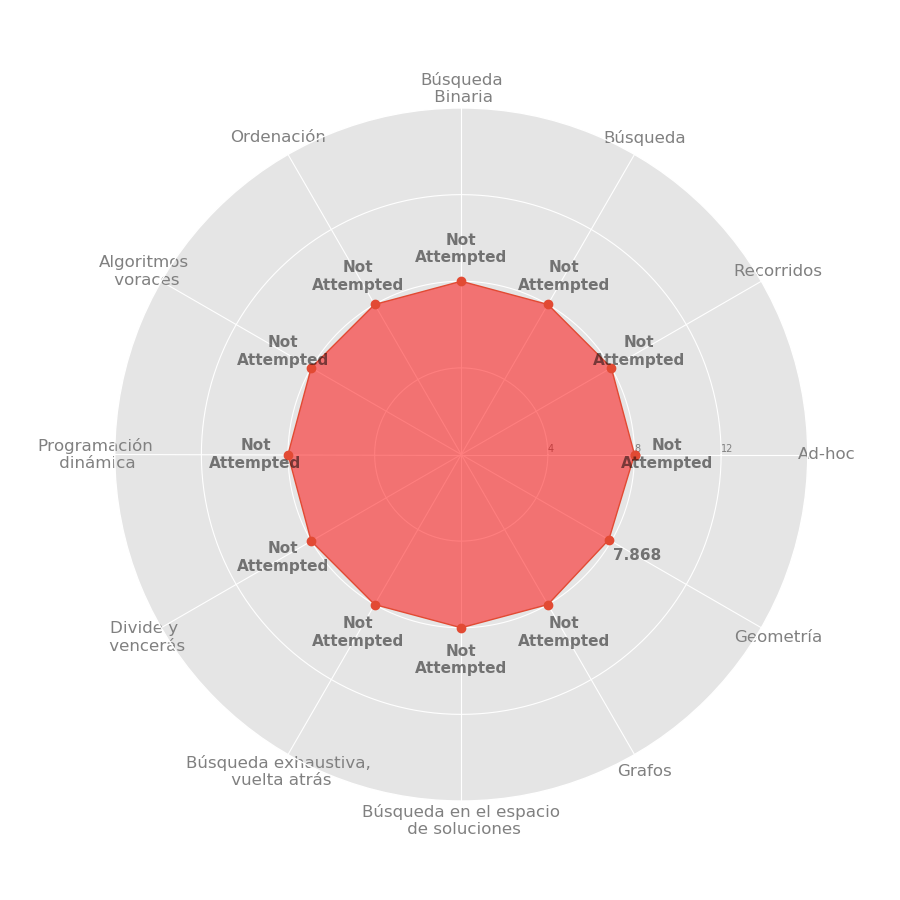 Búsqueda
Binaria
Ordenación
Búsqueda
Not
Attempted
Not
Attempted
Not
Attempted
Algoritmos
voraces
Recorridos
Not
Attempted
Not
Attempted
Programación
dinámica
Not
Attempted
4
8
Not
Attempted
12
Ad-hoc
Not
Attempted
7.868
Divide y
vencerás
Not
Attempted
Not
Attempted
Not
Attempted
Geometría
Búsqueda exhaustiva,
vuelta atrás
Grafos
Búsqueda en el espacio
de soluciones